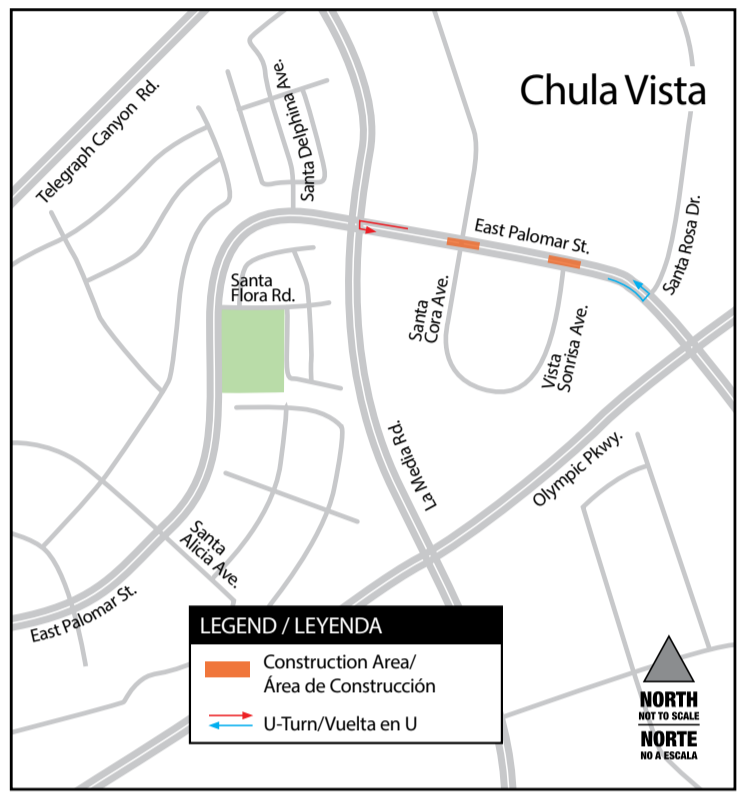 Chula Vista
Telegraph Canyon Rd.
Santa Delphina Ave.
East Palomar St.
Santa Rosa Dr.
Santa
Flora Rd.
Santa
Cora Ave.
Vista
Sonrisa Ave.
La Media Rd.
Olympic Pkwy.
Santa
Alicia Ave.
East Palomar St.
LEGEND / LEYENDA
Construction Area/
Área de Construcción
U-Turn/Vuelta en U
NORTH
NOT TO SCALE
NORTE
NO A ESCALA